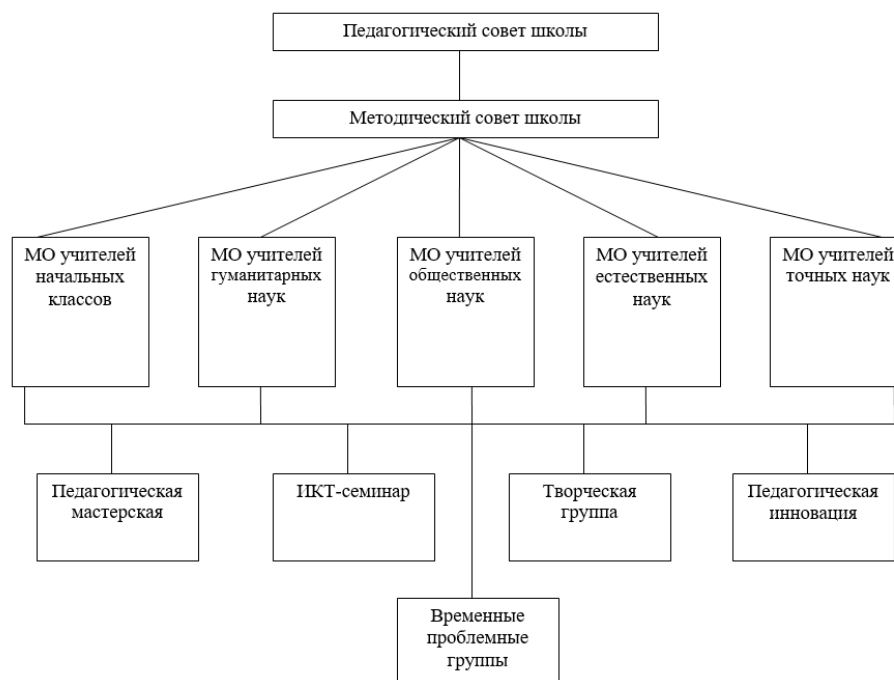 Педагогический совет школы
Методический совет школы
МО учителей
начальных
классов
МО учителей
гуманитарных
наук
МО учителей
общественных
наук
МО учителей
естественных
наук
МО учителей
точных наук
Педагогическая
мастерская
ИКТ-семинар
Творческая
группа
Педагогическая
инновация
Временные
проблемные
группы